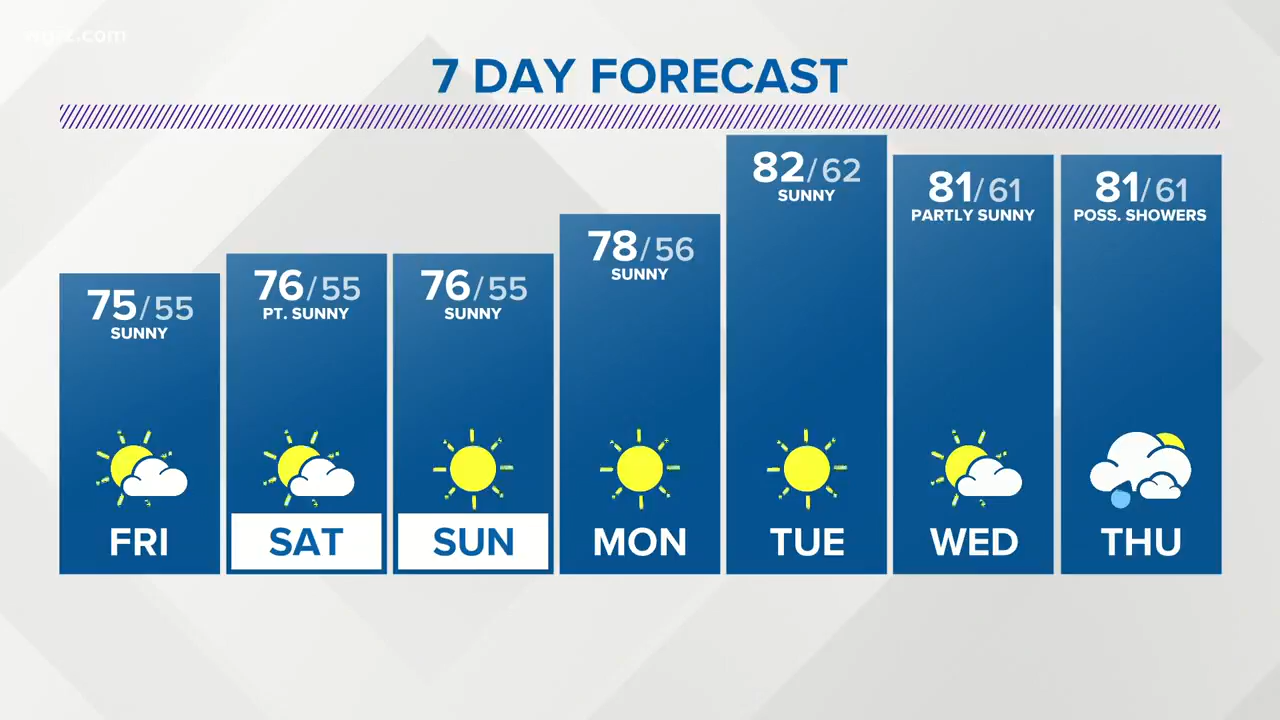 7 DAY FORECAST
75/55
SUNNY
FRI
76/55
PT. SUNNY
SAT
76/55
SUNNY
SUN
78/56
SUNNY
MON
82/62
SUNNY
TUE
81/61
PARTLY SUNNY
WED
81/61
POSS. SHOWERS
THU